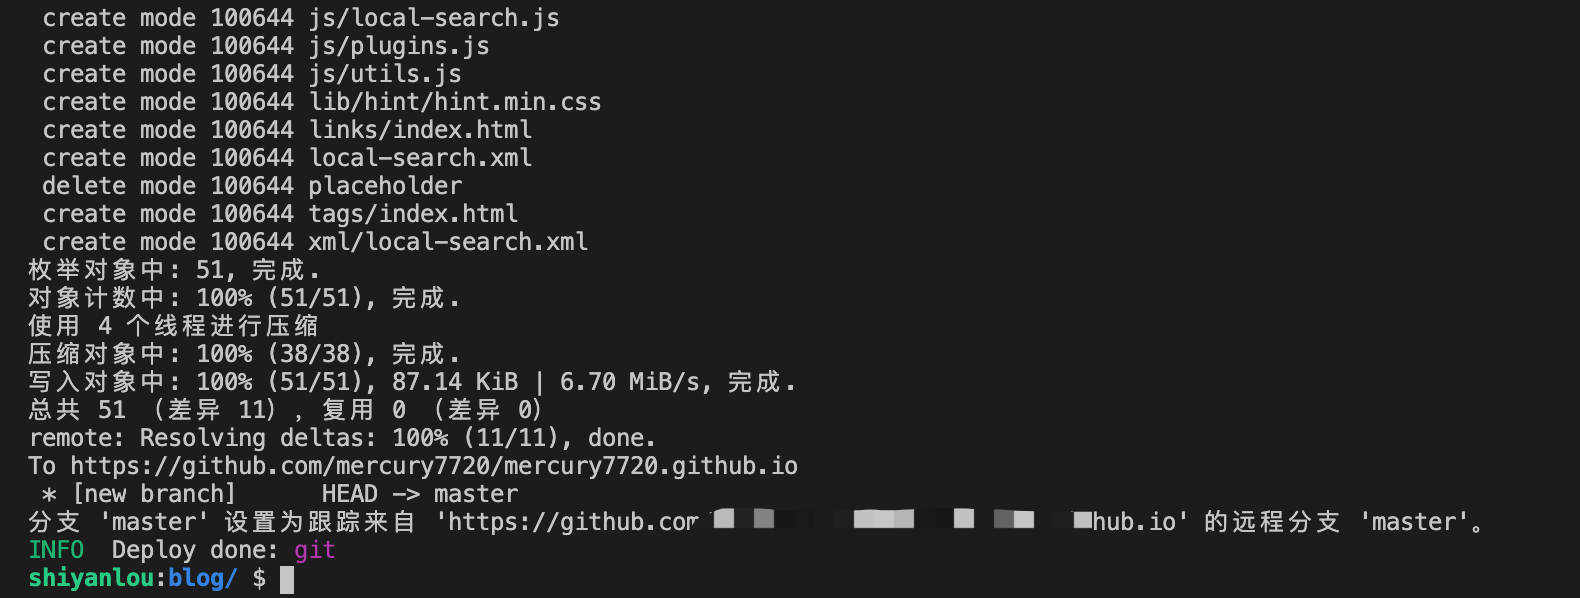 create mode 100644 js/local-search.js
create mode 100644 js/plugins.js
create mode 100644 js/utils.js
create mode 100644 lib/hint/hint.min.css
create mode 100644 links/index.html
create mode 100644 local-search.xml
delete mode 100644 placeholder
create mode 100644 tags/index.html
create mode 100644 xml/local-search.xml
枚举对象中: 51, 完成.
对象计数中: 100% (51/51), 完成.
使用 4 个线程进行压缩
压缩对象中: 100% (38/38), 完成.
写入对象中: 100% (51/51), 87.14 KiB | 6.70 MiB/s, 完成.
总共 51 （差异 11），复用 0 （差异 0）
remote: Resolving deltas: 100% (11/11), done.
To https://github.com/mercury7720/mercury7720.github.io
* [new branch]      HEAD -> master
分支 'master' 设置为跟踪来自 'https://github.com hub.io' 的远程分支 'master'。
INFO  Deploy done: git
shiyanlou:blog/ $